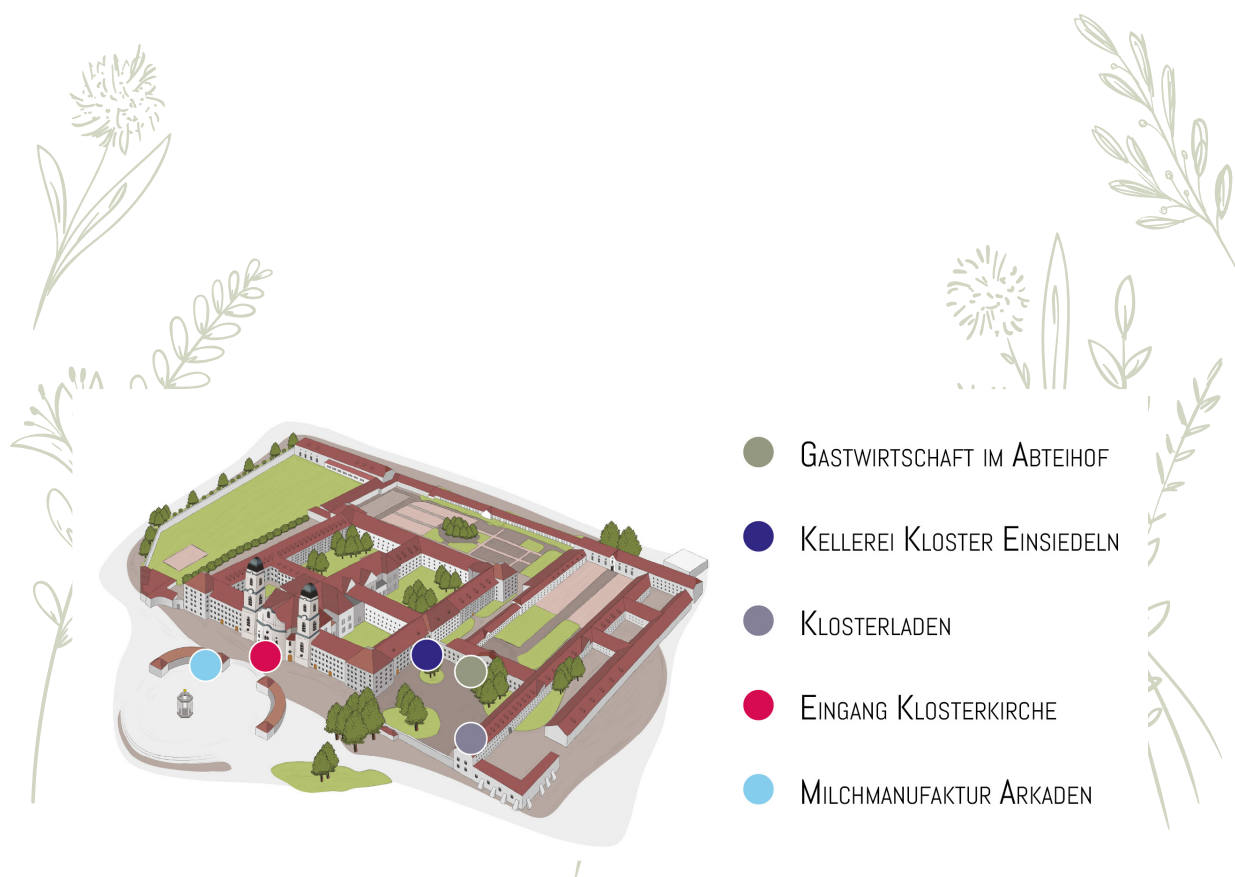 Gastwirtschaft im Abteihof
Kellerei Kloster Einsiedeln
Klosterladen
Eingang Klosterkirche
Milchmanufaktur Arkaden